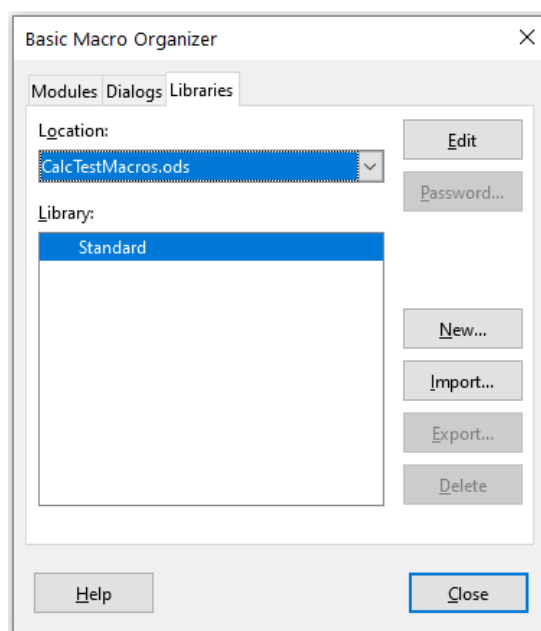 Basic Macro Organizer
Modules Dialogs Libraries
Location:
CalcTestMacros.ods
Edit
Password...
Library:
Standard
New...
Import...
Export...
Delete
Help
Close